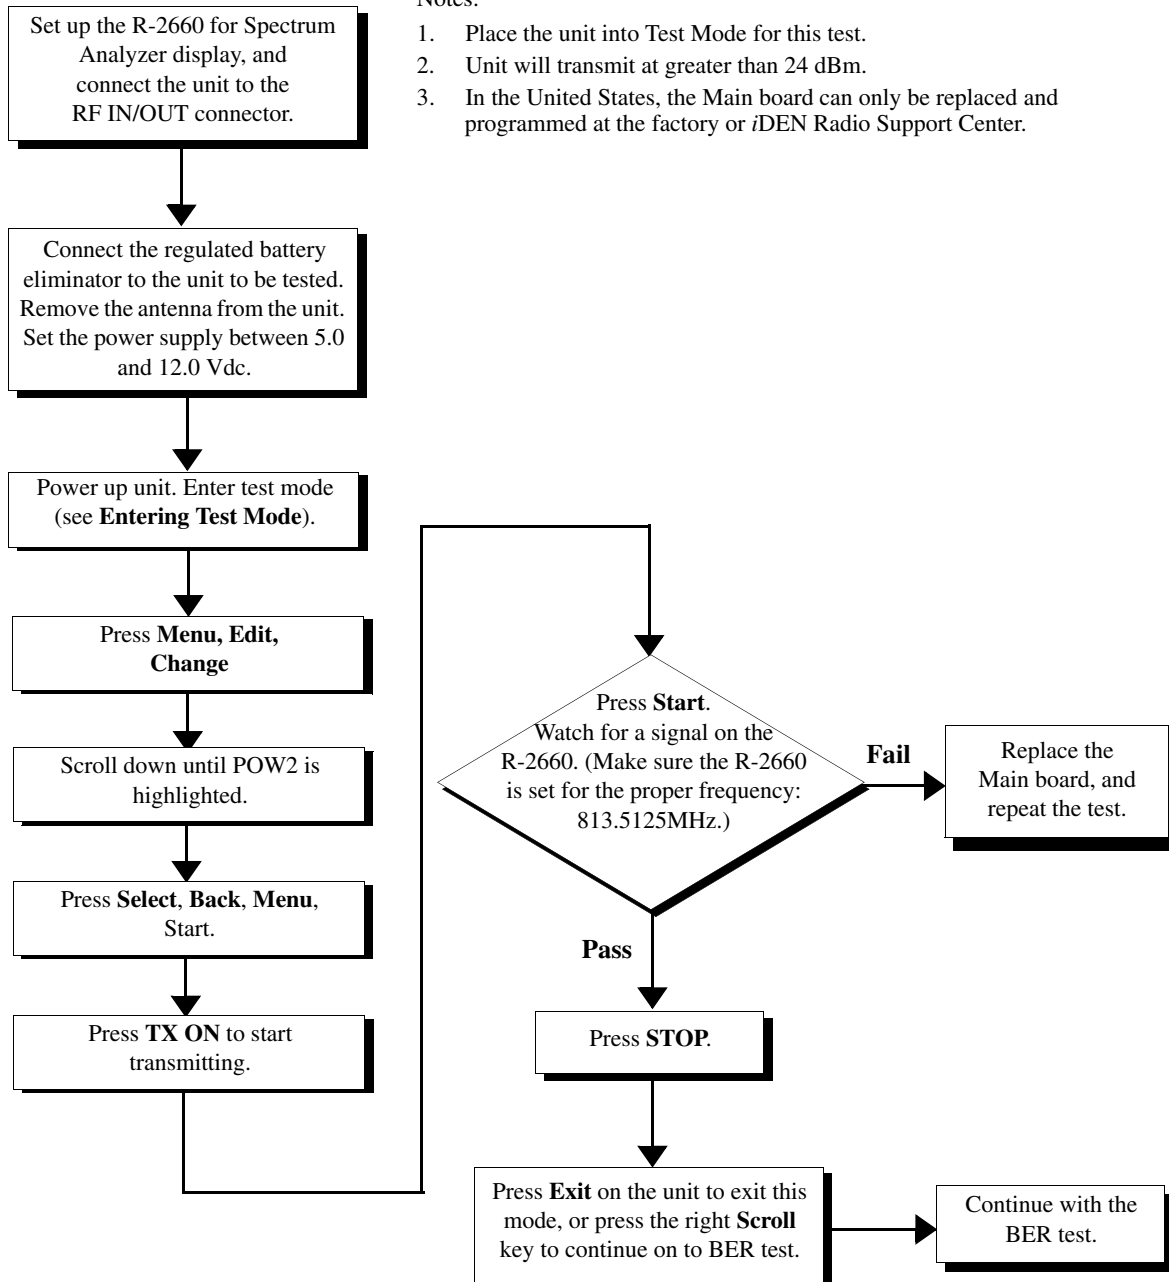 Set up the R-2660 for Spectrum
Analyzer display, and
connect the unit to the
RF IN/OUT connector.
Notes:
1. Place the unit into Test Mode for this test.
2. Unit will transmit at greater than 24 dBm.
3. In the United States, the Main board can only be replaced and
programmed at the factory or iDEN Radio Support Center.
Connect the regulated battery
eliminator to the unit to be tested.
Remove the antenna from the unit.
Set the power supply between 5.0
and 12.0 Vdc.
Power up unit. Enter test mode
(see Entering Test Mode).
Press Menu, Edit,
Change
Scroll down until POW2 is
highlighted.
Press Select, Back, Menu,
Start.
Press TX ON to start
transmitting.
Press Start.
Watch for a signal on the
R-2660. (Make sure the R-2660
is set for the proper frequency:
813.5125MHz.)
Fail
Replace the
Main board, and
repeat the test.
Pass
Press STOP.
Press Exit on the unit to exit this
mode, or press the right Scroll
key to continue on to BER test.
Continue with the
BER test.